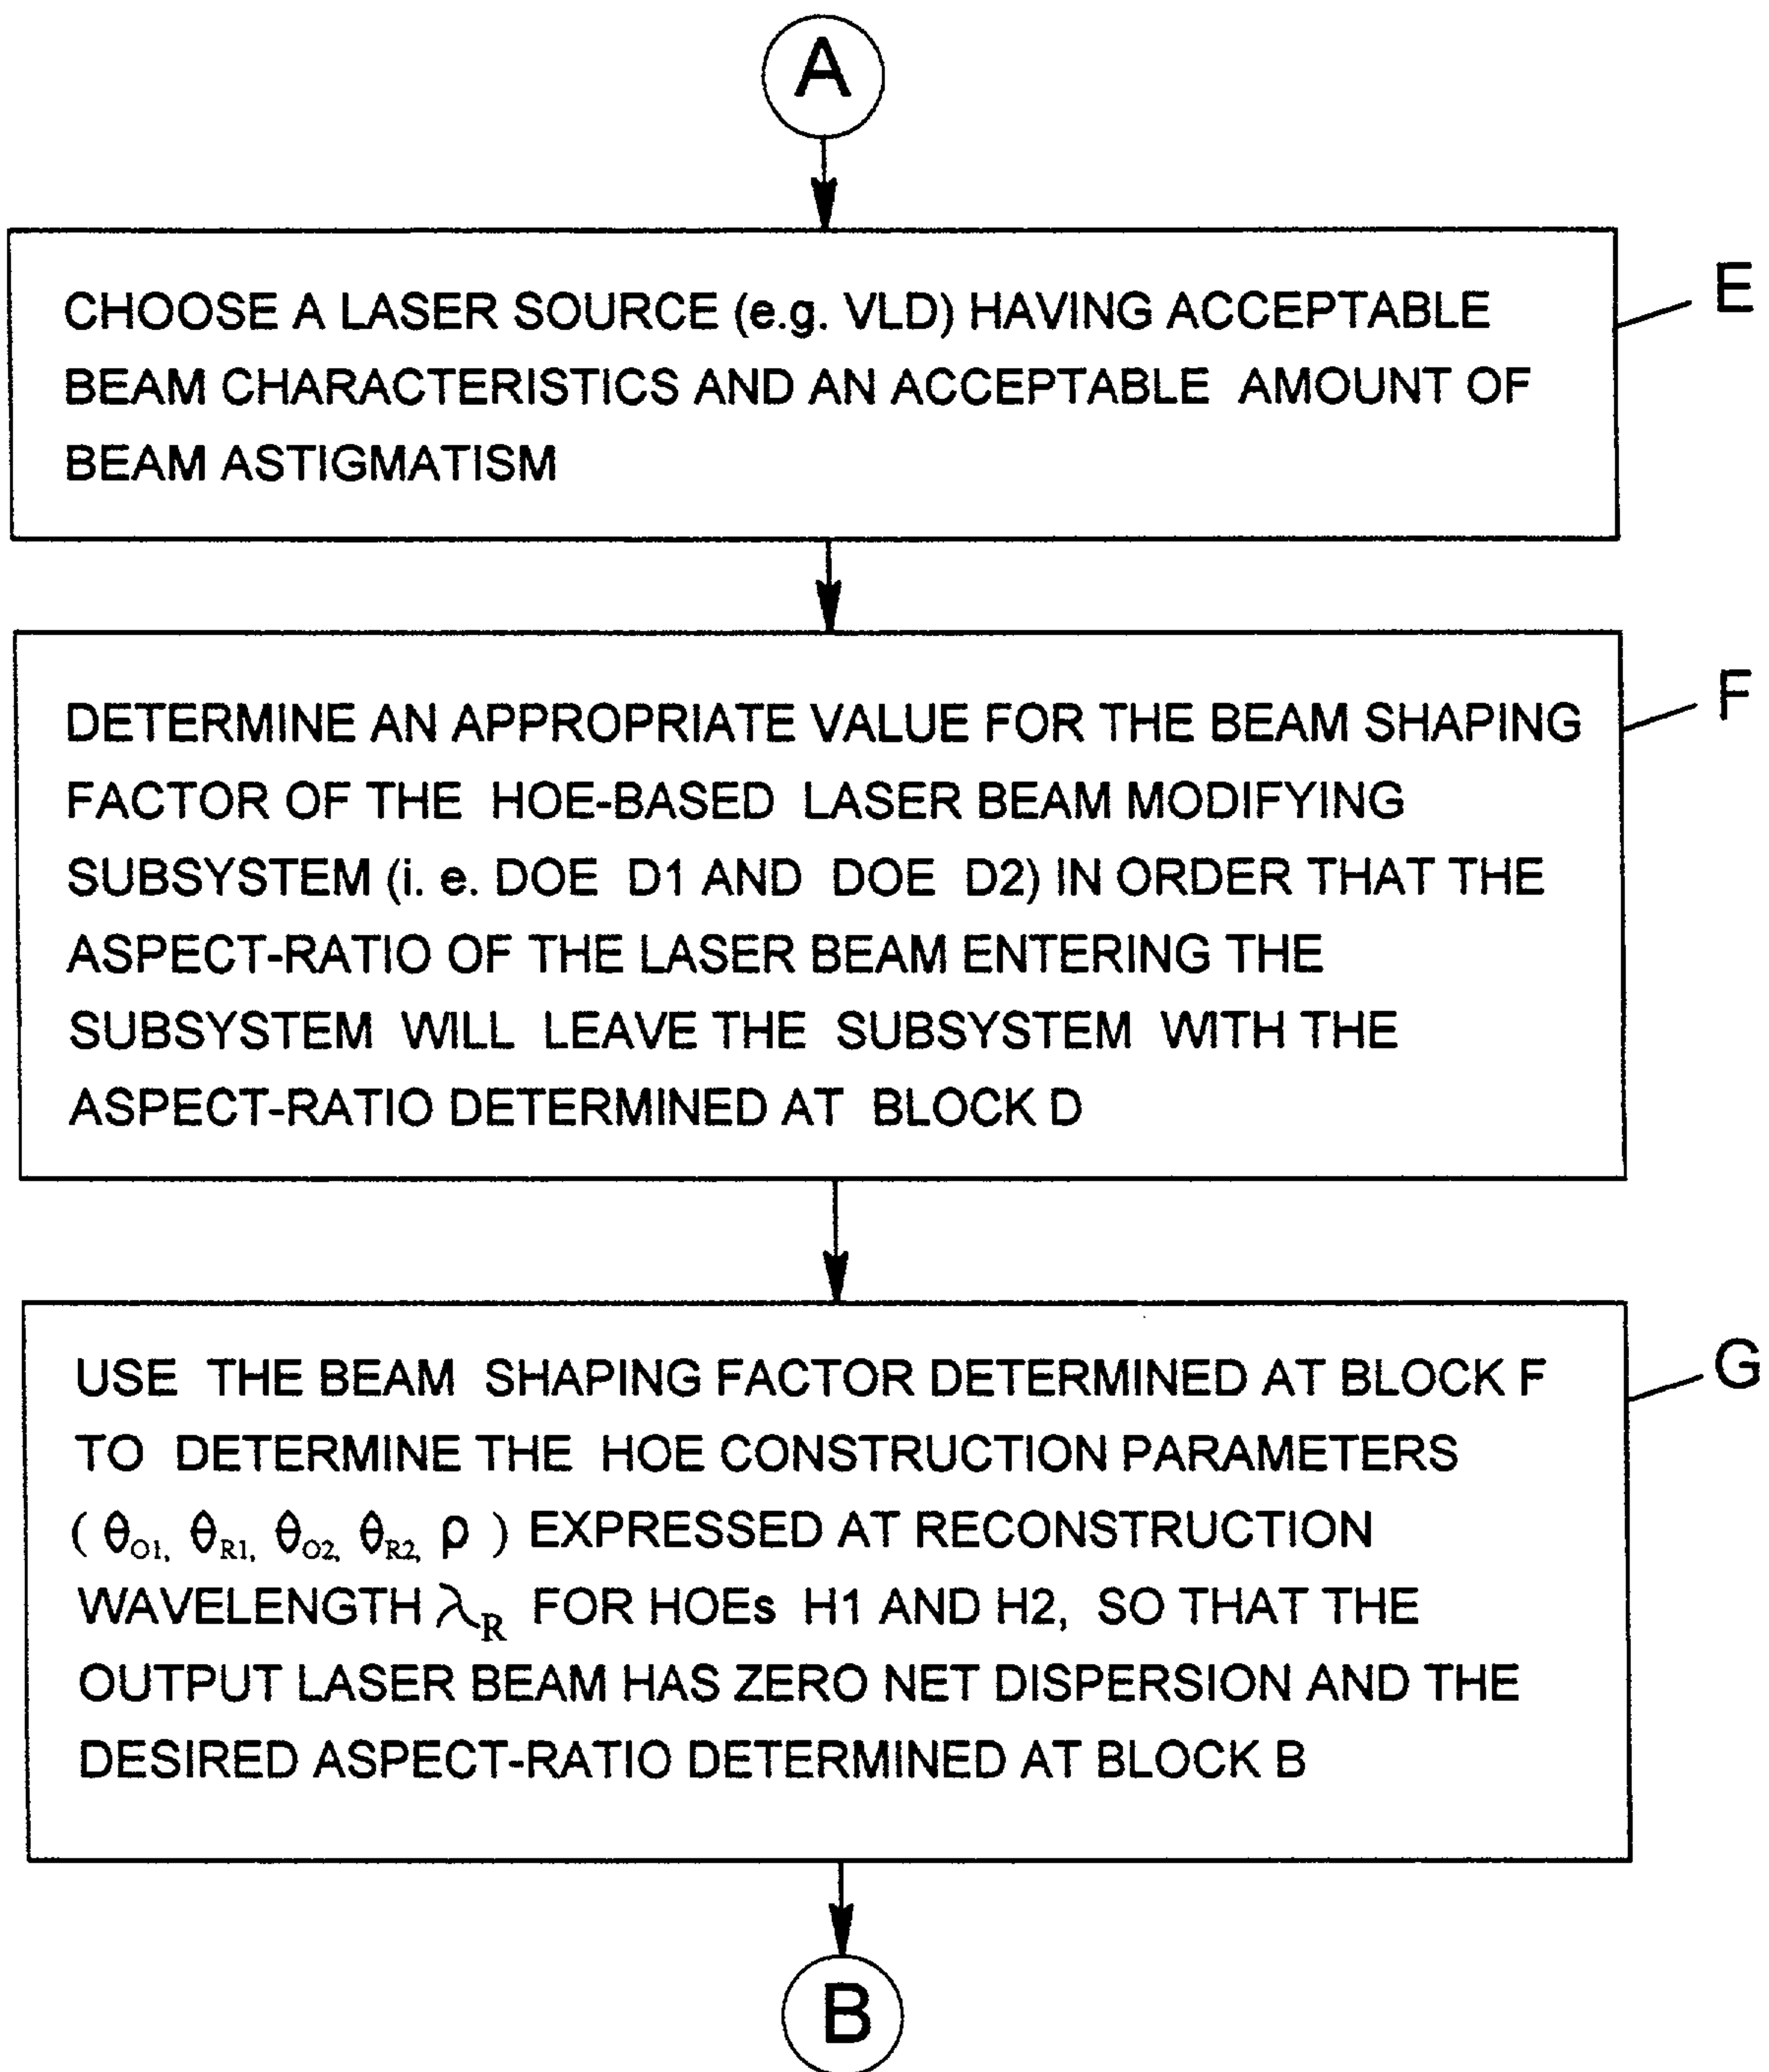 A
CHOOSE A LASER SOURCE (e.g. VLD) HAVING ACCEPTABLE
BEAM CHARACTERISTICS AND AN ACCEPTABLE AMOUNT OF
BEAM ASTIGMATISM
E
DETERMINE AN APPROPRIATE VALUE FOR THE BEAM SHAPING
FACTOR OF THE HOE-BASED LASER BEAM MODIFYING
SUBSYSTEM (i. e. DOE D1 AND DOE D2) IN ORDER THAT THE
ASPECT-RATIO OF THE LASER BEAM ENTERING THE
SUBSYSTEM WILL LEAVE THE SUBSYSTEM WITH THE
ASPECT-RATIO DETERMINED AT BLOCK D
F
USE THE BEAM SHAPING FACTOR DETERMINED AT BLOCK F
TO DETERMINE THE HOE CONSTRUCTION PARAMETERS
( θO1, θR1, θO2, θR2, ρ ) EXPRESSED AT RECONSTRUCTION
WAVELENGTH λR FOR HOEs H1 AND H2, SO THAT THE
OUTPUT LASER BEAM HAS ZERO NET DISPERSION AND THE
DESIRED ASPECT-RATIO DETERMINED AT BLOCK B
G
B